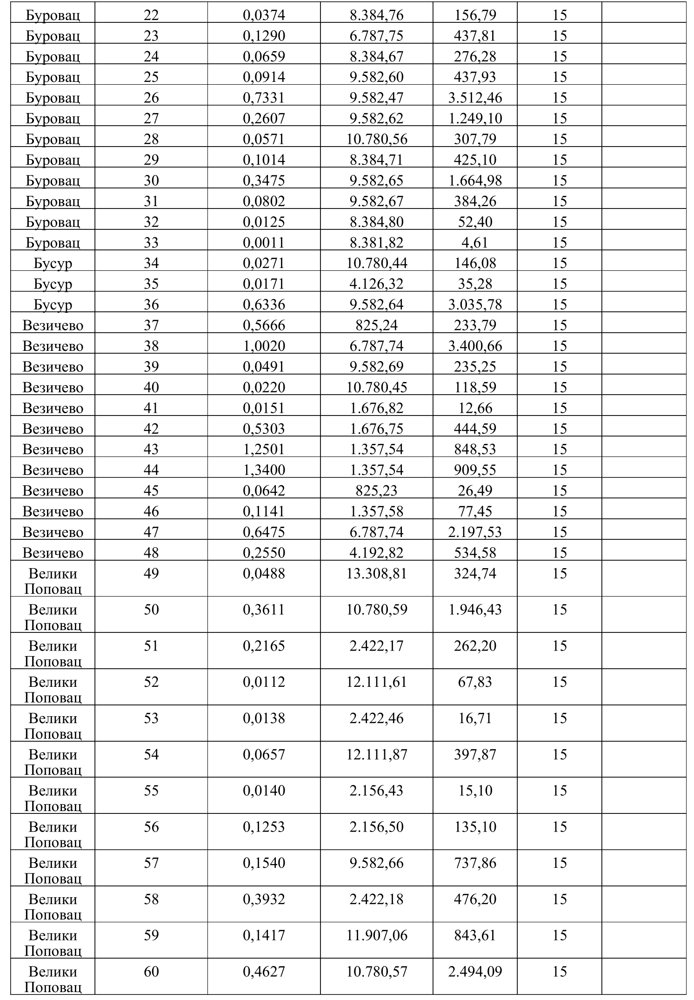 Буровац 22 0,0374 8.384,76 156,79 15
Буровац 23 0,1290 6.787,75 437,81 15
Буровац 24 0,0659 8.384,67 276,28 15
Буровац 25 0,0914 9.582,60 437,93 15
Буровац 26 0,7331 9.582,47 3.512,46 15
Буровац 27 0,2607 9.582,62 1.249,10 15
Буровац 28 0,0571 10.780,56 307,79 15
Буровац 29 0,1014 8.384,71 425,10 15
Буровац 30 0,3475 9.582,65 1.664,98 15
Буровац 31 0,0802 9.582,67 384,26 15
Буровац 32 0,0125 8.384,80 52,40 15
Буровац 33 0,0011 8.381,82 4,61 15
Бусур 34 0,0271 10.780,44 146,08 15
Бусур 35 0,0171 4.126,32 35,28 15
Бусур 36 0,6336 9.582,64 3.035,78 15
Везичево 37 0,5666 825,24 233,79 15
Везичево 38 1,0020 6.787,74 3.400,66 15
Везичево 39 0,0491 9.582,69 235,25 15
Везичево 40 0,0220 10.780,45 118,59 15
Везичево 41 0,0151 1.676,82 12,66 15
Везичево 42 0,5303 1.676,75 444,59 15
Везичево 43 1,2501 1.357,54 848,53 15
Везичево 44 1,3400 1.357,54 909,55 15
Везичево 45 0,0642 825,23 26,49 15
Везичево 46 0,1141 1.357,58 77,45 15
Везичево 47 0,6475 6.787,74 2.197,53 15
Везичево 48 0,2550 4.192,82 534,58 15
Велики 49 0,0488 13.308,81 324,74 15
Поповац
Велики 50 0,3611 10.780,59 1.946,43 15
Поповац
Велики 51 0,2165 2.422,17 262,20 15
Поповац
Велики 52 0,0112 12.111,61 67,83 15
Поповац
Велики 53 0,0138 2.422,46 16,71 15
Поповац
Велики 54 0,0657 12.111,87 397,87 15
Поповац
Велики 55 0,0140 2.156,43 15,10 15
Поповац
Велики 56 0,1253 2.156,50 135,10 15
Поповац
Велики 57 0,1540 9.582,66 737,86 15
Поповац
Велики 58 0,3932 2.422,18 476,20 15
Поповац
Велики 59 0,1417 11.907,06 843,61 15
Поповац
Велики 60 0,4627 10.780,57 2.494,09 15
Поповац